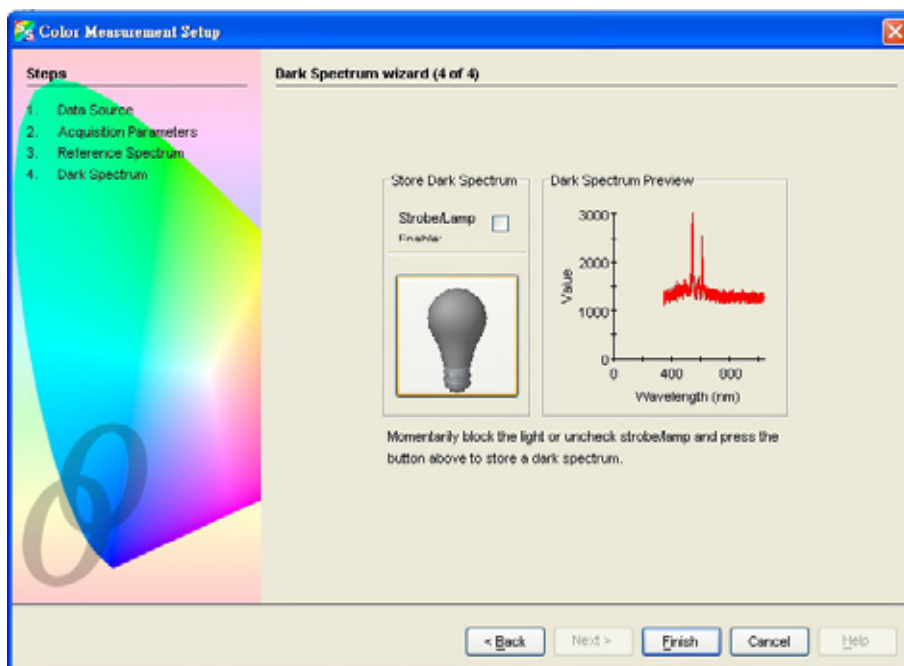 Color Measurement Setup
Steps
1. Data Source
2. Acquisition Parameters
3. Reference Spectrum
4. Dark Spectrum
Dark Spectrum wizard (4 of 4)
Store Dark Spectrum
Strobe/Lamp
Enable:
Dark Spectrum Preview
3000
2000
1000
0
Value
0 400 800
Wavelength (nm)
Momentarily block the light or uncheck strobe/lamp and press the
button above to store a dark spectrum.
< Back Next > Finish Cancel Help